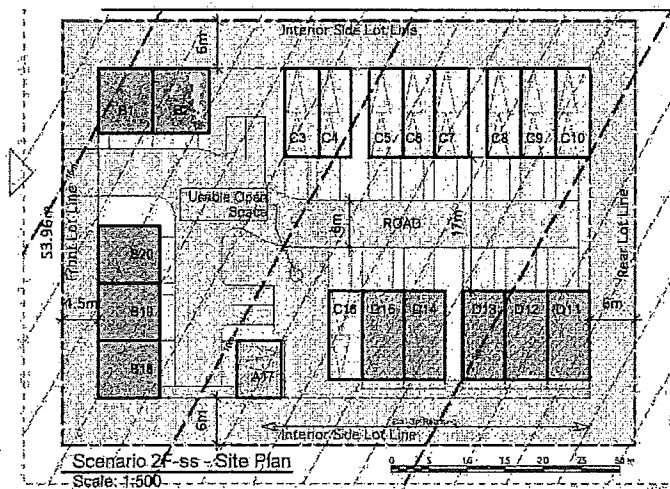 Interior Side Lot Line
6m
B1 B2
C3 C4 C5 C6 C7 C8 C9 C10
Usable Open
Space
ROAD
6m
17m
53.96m
Front Lot Line
Rear Lot Line
B20
B19
B18
4.5m
A17
C16 D15 D14 D13 D12 D11
6m
6m
Interior Side Lot Line
Scenario 2F-ss - Site Plan
Scale: 1:500
0 5 10 15 20 25